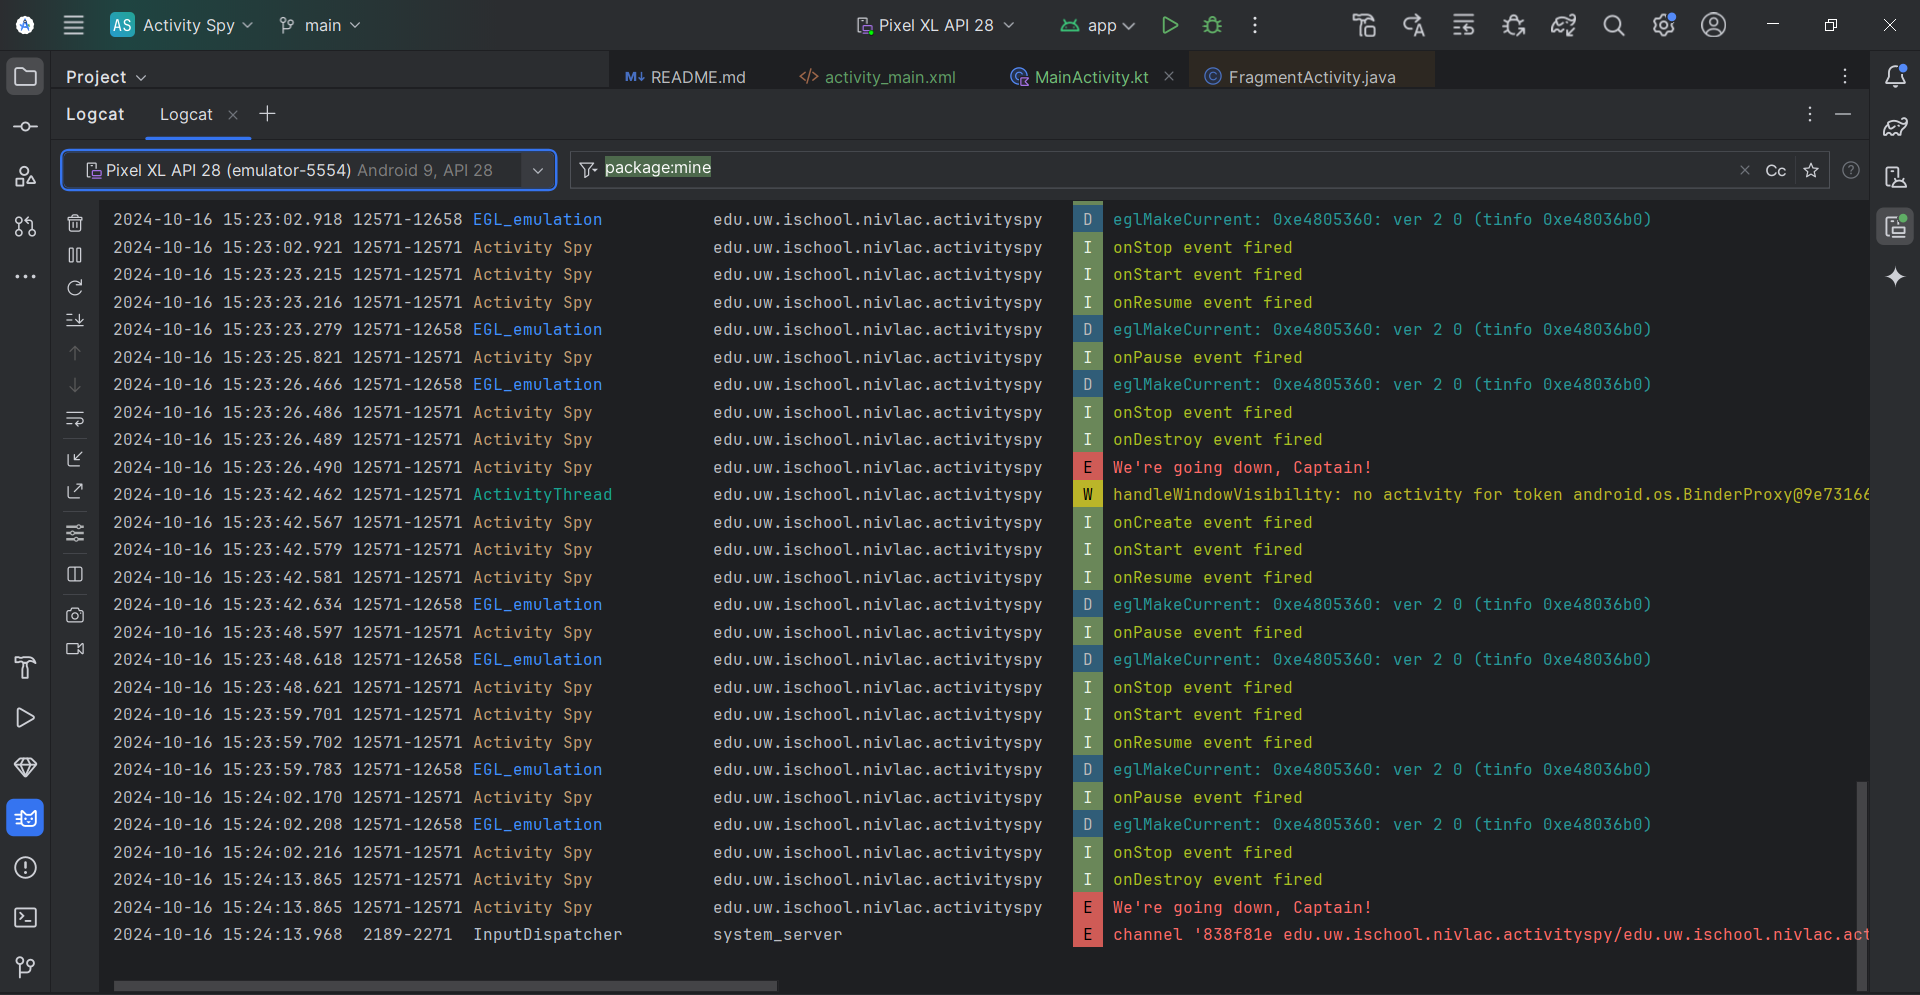 AS Activity Spy main Pixel XL API 28 app
Project README.md activity_main.xml MainActivity.kt FragmentActivity.java
Logcat Logcat
Pixel XL API 28 (emulator-5554) Android 9, API 28 package:mine Cc
2024-10-16 15:23:02.918 12571-12658 EGL_emulation edu.uw.ischool.nivlac.activityspy D eglMakeCurrent: 0xe4805360: ver 2 0 (tinfo 0xe48036b0)
2024-10-16 15:23:02.921 12571-12571 Activity Spy edu.uw.ischool.nivlac.activityspy I onStop event fired
2024-10-16 15:23:23.215 12571-12571 Activity Spy edu.uw.ischool.nivlac.activityspy I onStart event fired
2024-10-16 15:23:23.216 12571-12571 Activity Spy edu.uw.ischool.nivlac.activityspy I onResume event fired
2024-10-16 15:23:23.279 12571-12658 EGL_emulation edu.uw.ischool.nivlac.activityspy D eglMakeCurrent: 0xe4805360: ver 2 0 (tinfo 0xe48036b0)
2024-10-16 15:23:25.821 12571-12571 Activity Spy edu.uw.ischool.nivlac.activityspy I onPause event fired
2024-10-16 15:23:26.466 12571-12658 EGL_emulation edu.uw.ischool.nivlac.activityspy D eglMakeCurrent: 0xe4805360: ver 2 0 (tinfo 0xe48036b0)
2024-10-16 15:23:26.486 12571-12571 Activity Spy edu.uw.ischool.nivlac.activityspy I onStop event fired
2024-10-16 15:23:26.489 12571-12571 Activity Spy edu.uw.ischool.nivlac.activityspy I onDestroy event fired
2024-10-16 15:23:26.490 12571-12571 Activity Spy edu.uw.ischool.nivlac.activityspy E We're going down, Captain!
2024-10-16 15:23:42.462 12571-12571 ActivityThread edu.uw.ischool.nivlac.activityspy W handleWindowVisibility: no activity for token android.os.BinderProxy@9e73166
2024-10-16 15:23:42.567 12571-12571 Activity Spy edu.uw.ischool.nivlac.activityspy I onCreate event fired
2024-10-16 15:23:42.579 12571-12571 Activity Spy edu.uw.ischool.nivlac.activityspy I onStart event fired
2024-10-16 15:23:42.581 12571-12571 Activity Spy edu.uw.ischool.nivlac.activityspy I onResume event fired
2024-10-16 15:23:42.634 12571-12658 EGL_emulation edu.uw.ischool.nivlac.activityspy D eglMakeCurrent: 0xe4805360: ver 2 0 (tinfo 0xe48036b0)
2024-10-16 15:23:48.597 12571-12571 Activity Spy edu.uw.ischool.nivlac.activityspy I onPause event fired
2024-10-16 15:23:48.618 12571-12658 EGL_emulation edu.uw.ischool.nivlac.activityspy D eglMakeCurrent: 0xe4805360: ver 2 0 (tinfo 0xe48036b0)
2024-10-16 15:23:48.621 12571-12571 Activity Spy edu.uw.ischool.nivlac.activityspy I onStop event fired
2024-10-16 15:23:59.701 12571-12571 Activity Spy edu.uw.ischool.nivlac.activityspy I onStart event fired
2024-10-16 15:23:59.702 12571-12571 Activity Spy edu.uw.ischool.nivlac.activityspy I onResume event fired
2024-10-16 15:23:59.783 12571-12658 EGL_emulation edu.uw.ischool.nivlac.activityspy D eglMakeCurrent: 0xe4805360: ver 2 0 (tinfo 0xe48036b0)
2024-10-16 15:24:02.170 12571-12571 Activity Spy edu.uw.ischool.nivlac.activityspy I onPause event fired
2024-10-16 15:24:02.208 12571-12658 EGL_emulation edu.uw.ischool.nivlac.activityspy D eglMakeCurrent: 0xe4805360: ver 2 0 (tinfo 0xe48036b0)
2024-10-16 15:24:02.216 12571-12571 Activity Spy edu.uw.ischool.nivlac.activityspy I onStop event fired
2024-10-16 15:24:13.865 12571-12571 Activity Spy edu.uw.ischool.nivlac.activityspy I onDestroy event fired
2024-10-16 15:24:13.865 12571-12571 Activity Spy edu.uw.ischool.nivlac.activityspy E We're going down, Captain!
2024-10-16 15:24:13.968 2189-2271 InputDispatcher system_server E channel '838f81e edu.uw.ischool.nivlac.activityspy/edu.uw.ischool.nivlac.act